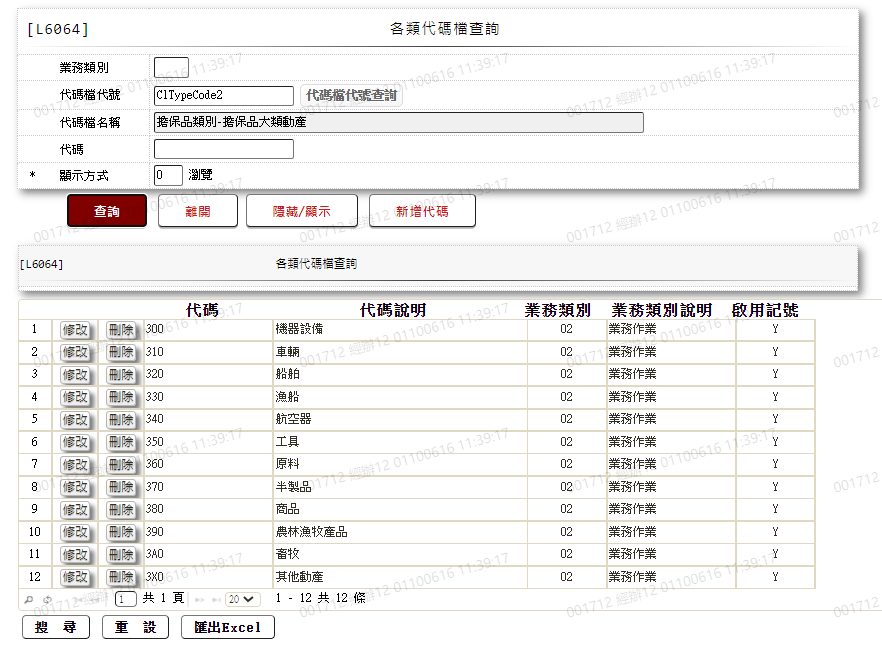 [L6064] 各類代碼檔查詢
業務類別
代碼檔代號 ClTypeCode2 代碼檔代號查詢
代碼檔名稱 擔保品類別-擔保品大類動產
代碼
* 顯示方式 0 瀏覽
查詢 離開 隱藏/顯示 新增代碼
[L6064] 各類代碼檔查詢
代碼 代碼說明 業務類別 業務類別說明 啟用記號
1 修改 刪除 300 機器設備 02 業務作業 Y
2 修改 刪除 310 車輛 02 業務作業 Y
3 修改 刪除 320 船舶 02 業務作業 Y
4 修改 刪除 330 漁船 02 業務作業 Y
5 修改 刪除 340 航空器 02 業務作業 Y
6 修改 刪除 350 工具 02 業務作業 Y
7 修改 刪除 360 原料 02 業務作業 Y
8 修改 刪除 370 半製品 02 業務作業 Y
9 修改 刪除 380 商品 02 業務作業 Y
10 修改 刪除 390 農林漁牧產品 02 業務作業 Y
11 修改 刪除 3A0 畜牧 02 業務作業 Y
12 修改 刪除 3X0 其他動產 02 業務作業 Y
1 共 1 頁 20 1 - 12 共 12 條
搜 尋 重 設 匯出Excel
001712 經辦12 01100616 11:39:17